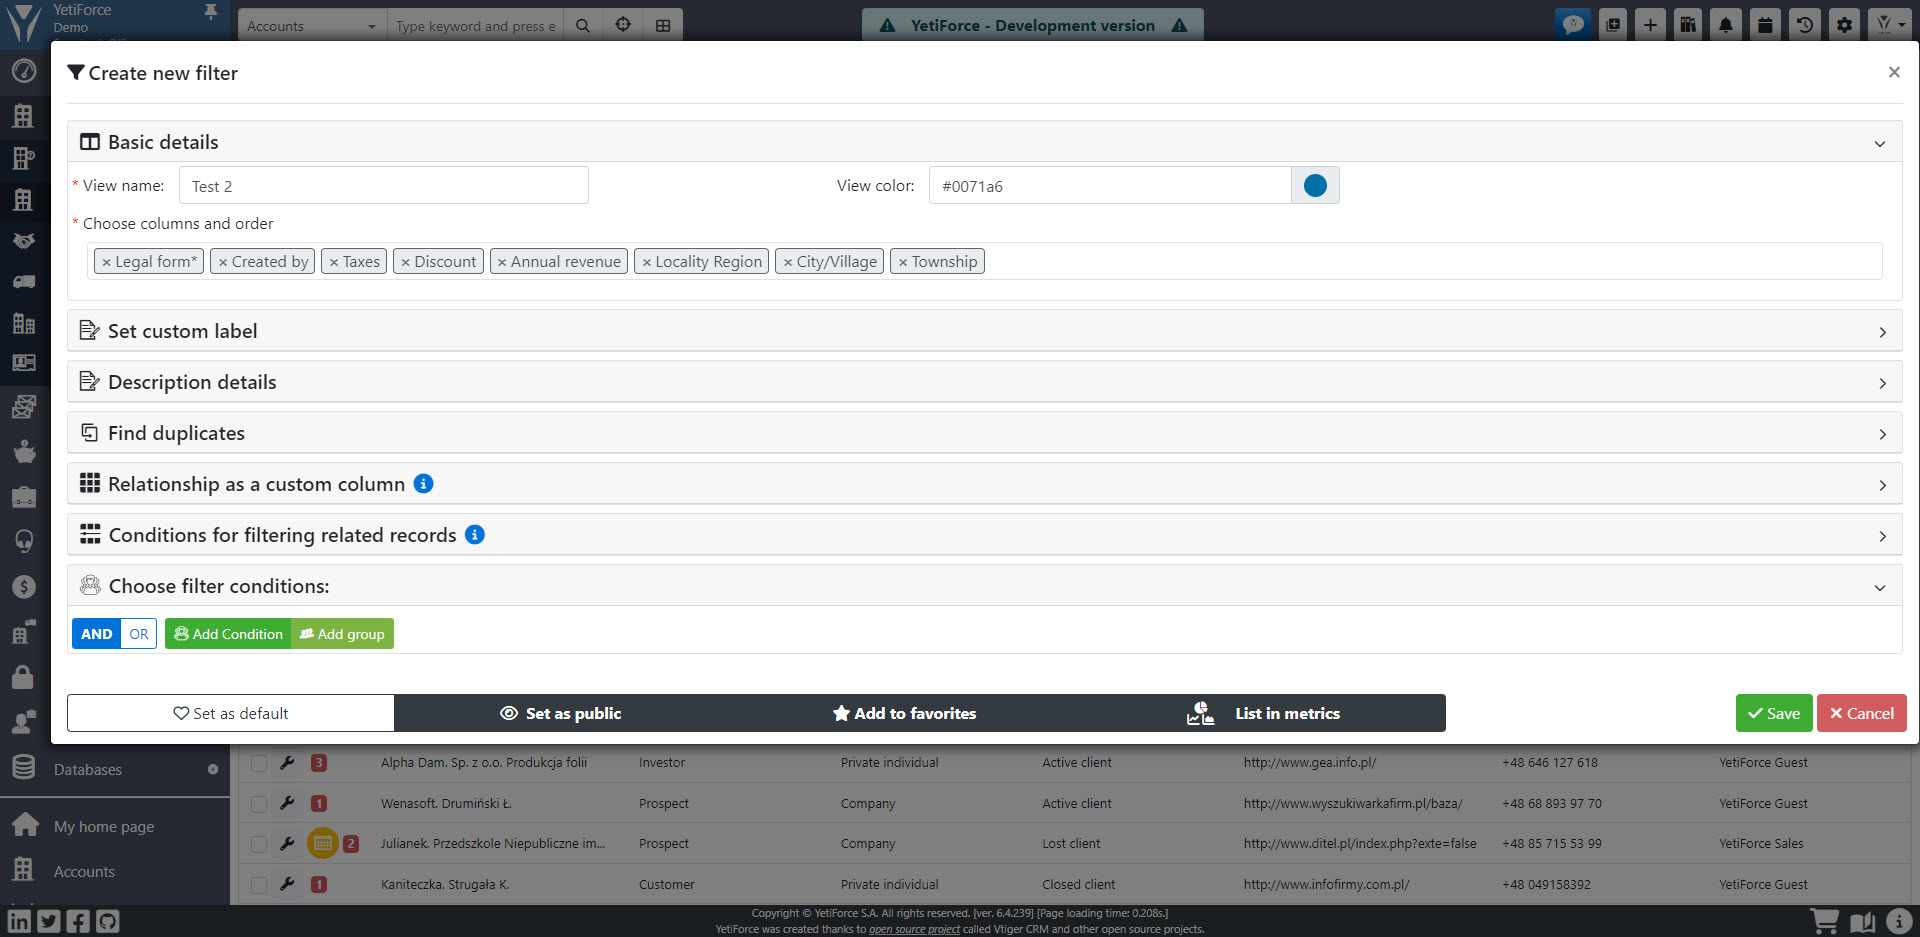 YetiForce
Demo
Accounts
Type keyword and press e
YetiForce - Development version
Create new filter
×
Basic details
* View name:
Test 2
View color:
#0071a6
* Choose columns and order
× Legal form*
× Created by
× Taxes
× Discount
× Annual revenue
× Locality Region
× City/Village
× Township
Set custom label
Description details
Find duplicates
Relationship as a custom column
Conditions for filtering related records
Choose filter conditions:
AND
OR
Add Condition
Add group
Set as default
Set as public
Add to favorites
List in metrics
Save
Cancel
Databases
3
Alpha Dam. Sp. z o.o. Produkcja folii
Investor
Private individual
Active client
http://www.gea.info.pl/
+48 646 127 618
YetiForce Guest
1
Wenasoft. Drumiński Ł.
Prospect
Company
Active client
http://www.wyszukiwarkafirm.pl/baza/
+48 68 893 97 70
YetiForce Guest
My home page
2
Julianek. Przedszkole Niepubliczne im...
Prospect
Company
Lost client
http://www.ditel.pl/index.php?exte=false
+48 85 715 53 99
YetiForce Sales
Accounts
1
Kaniteczka. Strugała K.
Customer
Private individual
Closed client
http://www.infofirmy.com.pl/
+48 049158392
YetiForce Guest
Copyright © YetiForce S.A. All rights reserved. [ver. 6.4.239] [Page loading time: 0.208s.]
YetiForce was created thanks to open source project called Vtiger CRM and other open source projects.